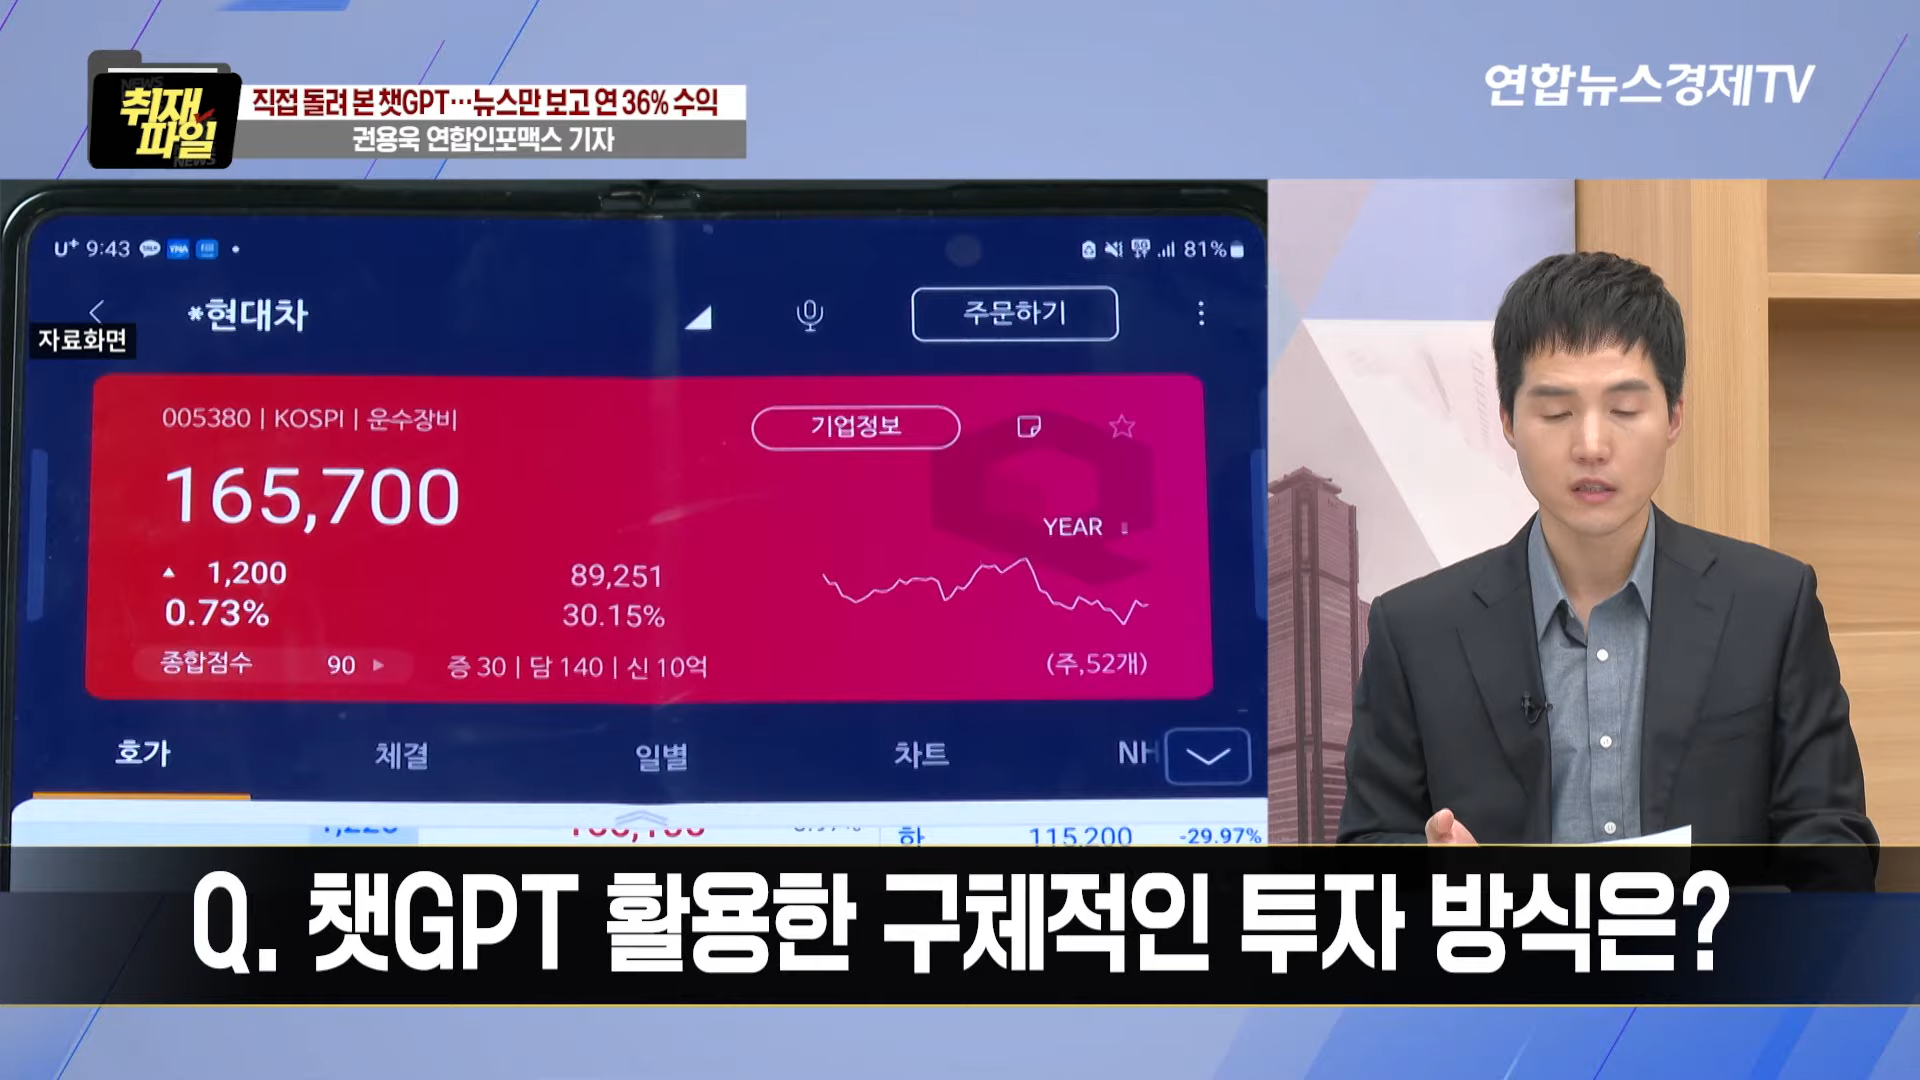 취재
파일
직접 돌려 본 챗GPT…뉴스만 보고 연 36% 수익
권용욱 연합인포맥스 기자
연합뉴스경제TV
U+ 9:43
81%
*현대차
주문하기
자료화면
005380 | KOSPI | 운수장비
기업정보
165,700
YEAR
▲ 1,200
89,251
0.73%
30.15%
종합점수 90 ▶
증 30 | 담 140 | 신 10억
(주,52개)
호가 체결 일별 차트 NH
하 115,200 -29.97%
Q. 챗GPT 활용한 구체적인 투자 방식은?